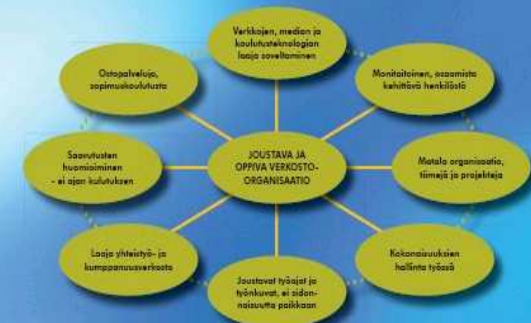 Verkkojen, median ja
koulutusteknologian
laaja soveltaminen
Ostopalveluja,
sopimuskoulutusta
Monitaitoinen, osaamista
kehittävä henkilöstö
Saavutusten
huomioiminen
- ei ajan kulutuksen
JOUSTAVA JA
OPPIVA VERKOSTO-
ORGANISAATIO
Matala organisaatio,
tiimejä ja projekteja
Laaja yhteistyö- ja
kumppanuusverkosto
Kokonaisuuksien
hallinta työssä
Joustavat työajat ja
työnkuvat, ei sidon-
naisuutta paikkaan